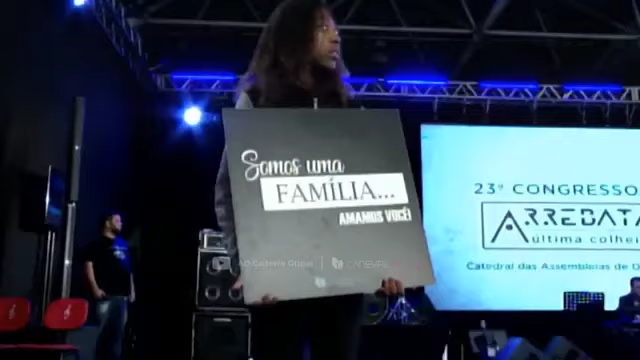 Somos uma
FAMÍLIA...
AMAMOS VOCÊ!
23º CONGRESSO
ARREBATA
última colhei
Catedral das Assembleias de D